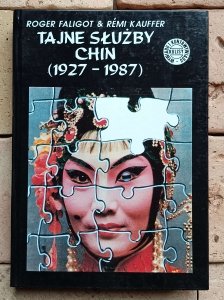 ROGER FALIGOT & RÉMI KAUFFER
TAJNE SŁUŻBY
CHIN
(1927 - 1987)